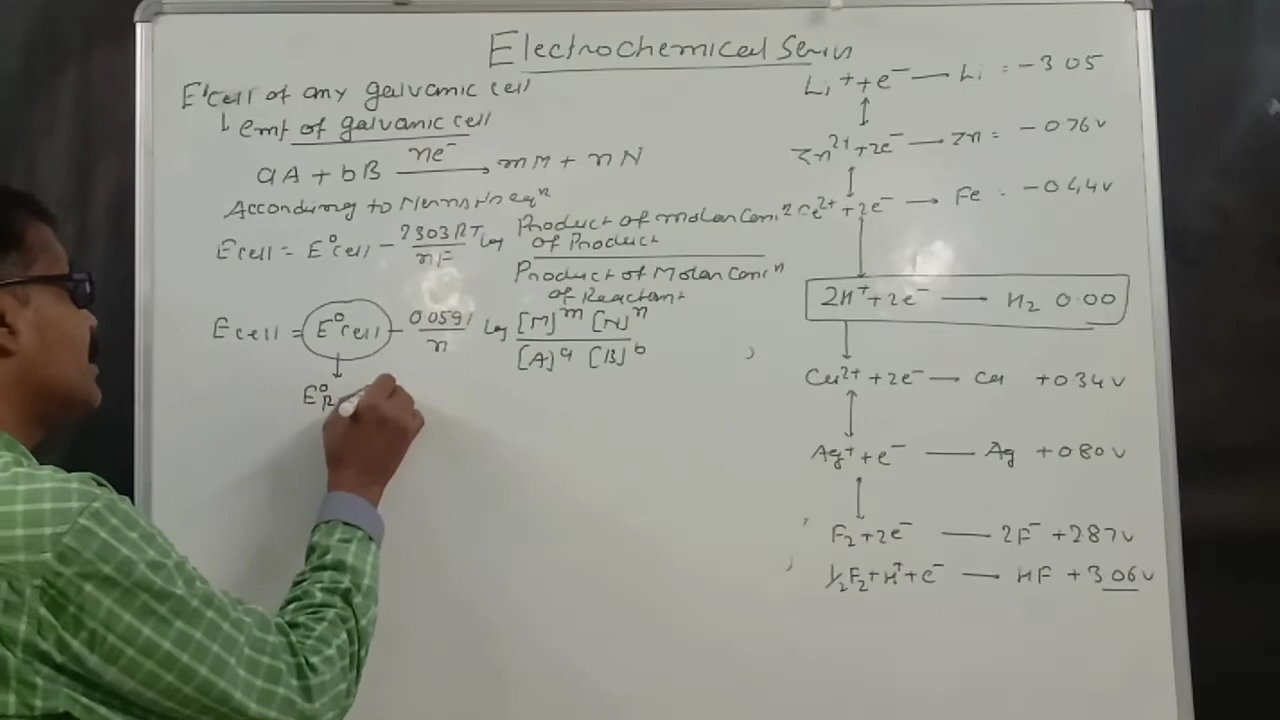 Electrochemical Series
E°cell of any galvanic cell
↳ emf of galvanic cell
aA + bB —ne⁻→ mM + nN
According to Nernst's eqⁿ
Ecell = E°cell − 2303RT/nF log Product of molar Concⁿ of Product / Product of Molar Concⁿ of Reactant
Ecell = E°cell − 0.0591/n log [M]ᵐ [N]ⁿ / [A]ᵃ [B]ᵇ
↓
E°R
Li⁺ + e⁻ — Li = −3.05
↕
Zn²⁺ + 2e⁻ — Zn = −0.76V
↕
Fe²⁺ + 2e⁻ → Fe = −0.44V
↓
2H⁺ + 2e⁻ → H₂ 0.00
↓
Cu²⁺ + 2e⁻ — Cu +0.34V
↕
Ag⁺ + e⁻ — Ag +0.80V
↕
F₂ + 2e⁻ — 2F⁻ +2.87V
½F₂ + H⁺ + e⁻ — HF +3.06V